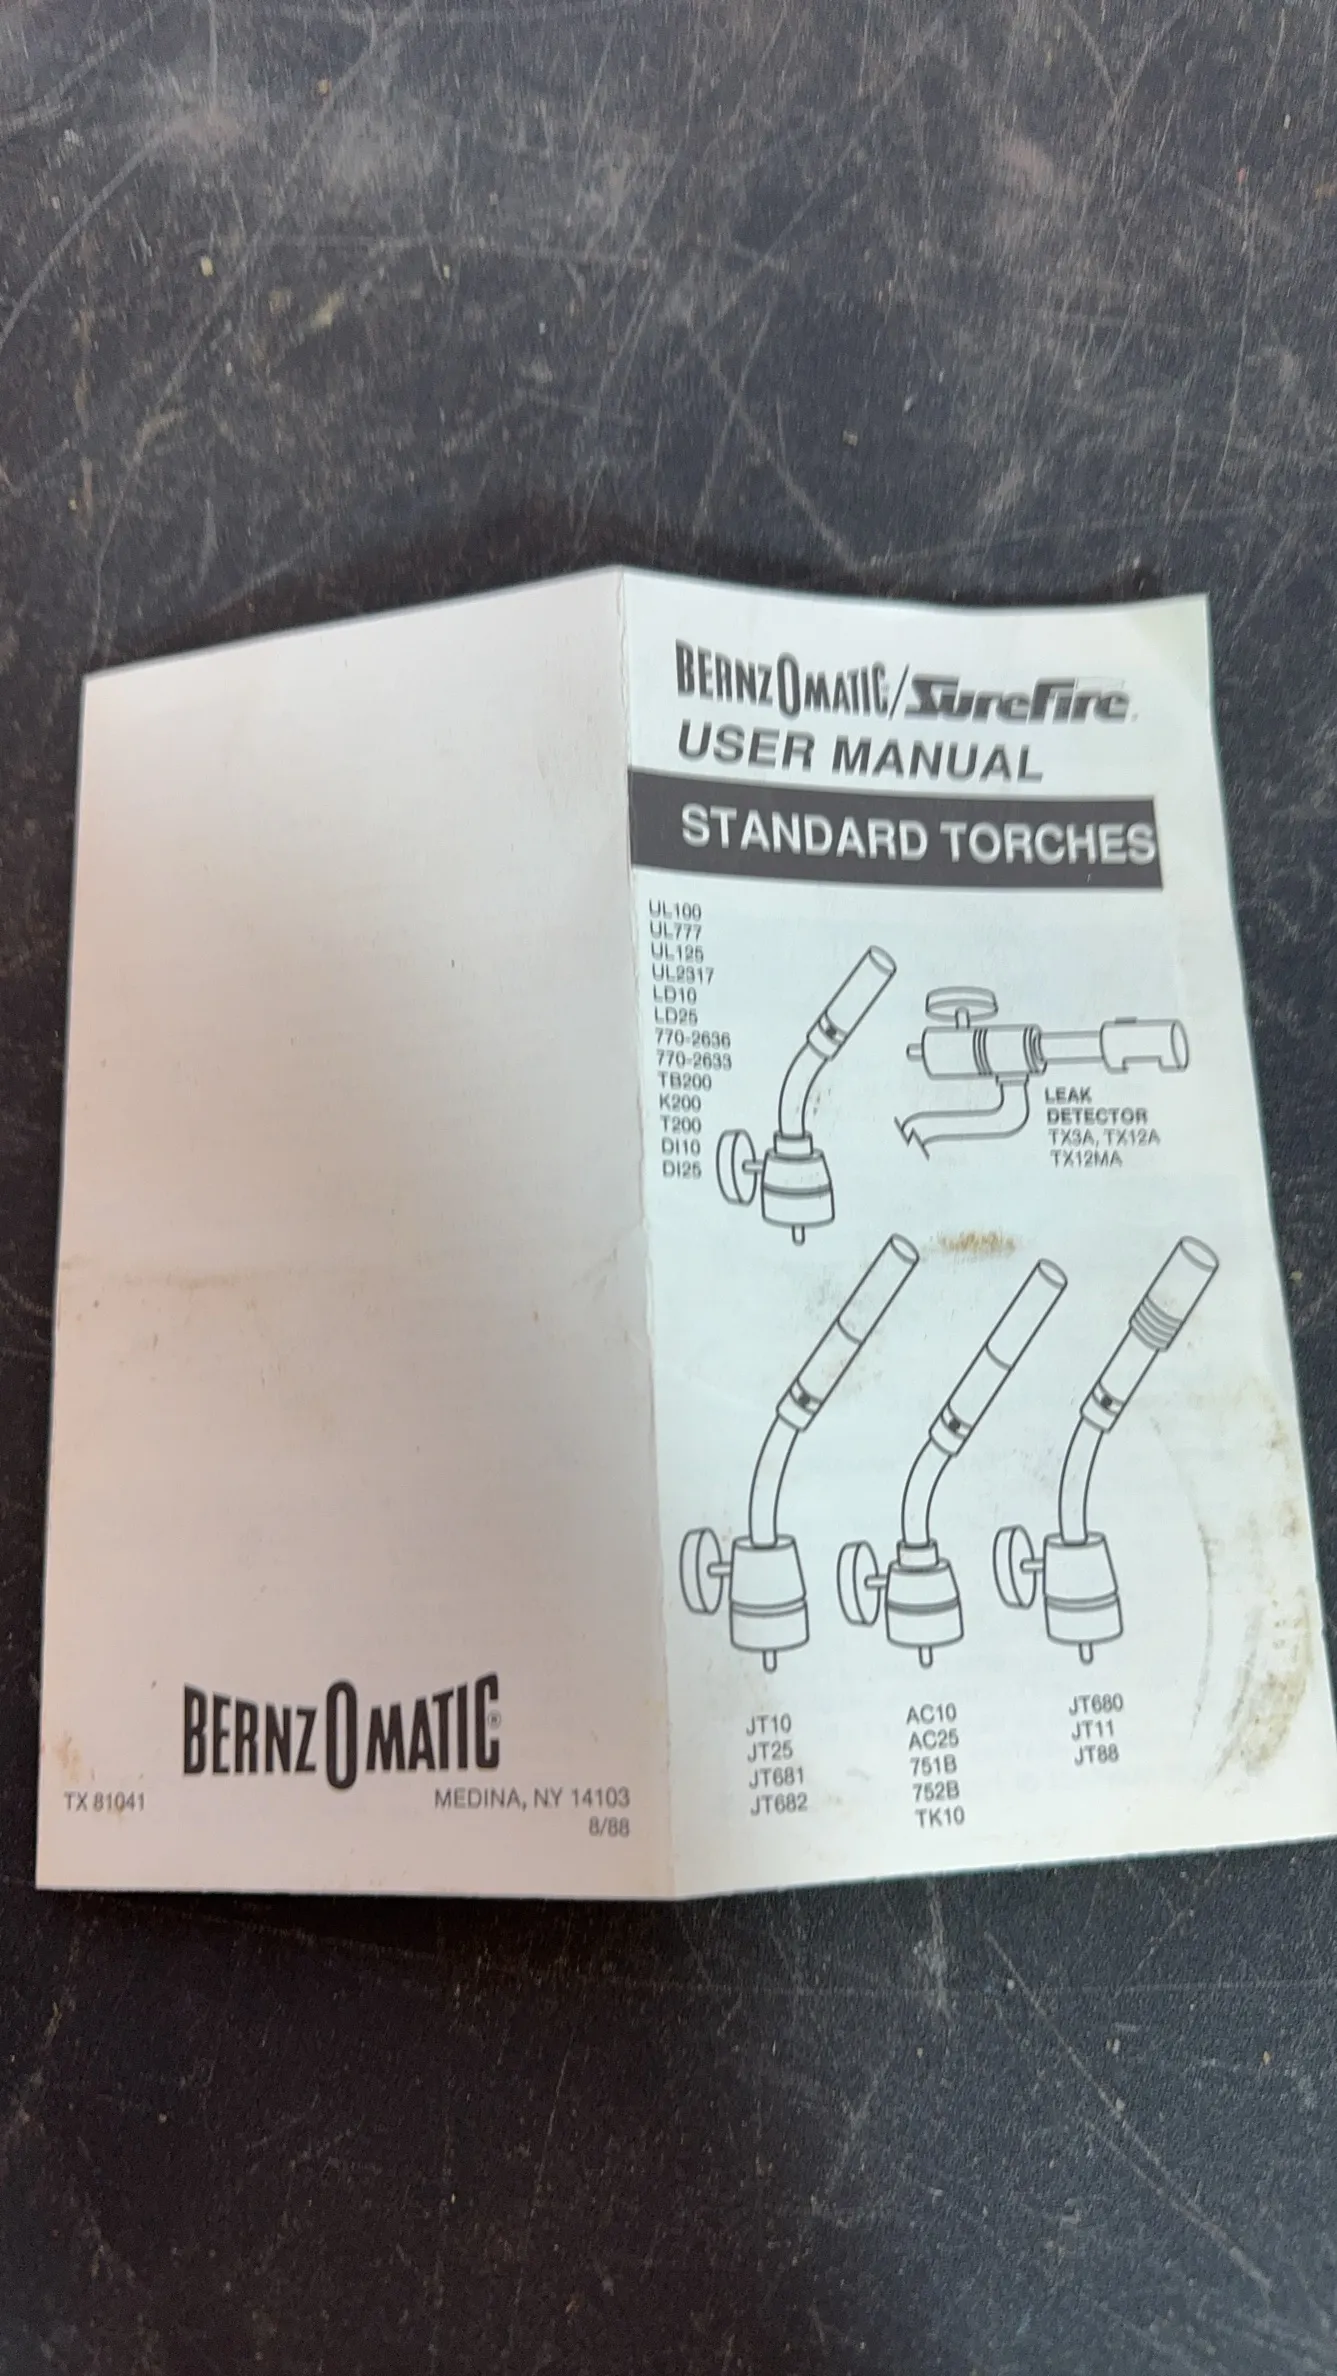 BERNZOMATIC®
TX 81041
MEDINA, NY 14103
8/88
BERNZOMATIC/SureFire
USER MANUAL
STANDARD TORCHES
UL100
UL777
UL125
UL2317
LD10
LD25
770-2636
770-2633
TB200
K200
T200
DI10
DI25
LEAK
DETECTOR
TX3A, TX12A
TX12MA
JT10
JT25
JT681
JT682
AC10
AC25
751B
752B
TK10
JT680
JT11
JT88